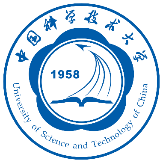 中国科学技术大学
1958
University of Science and Technology of China